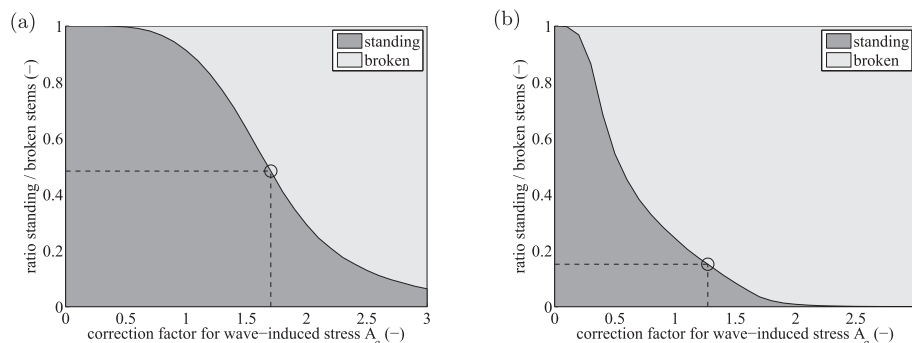 (a)
1
0.8
0.6
0.4
0.2
0
ratio standing / broken stems (−)
standing
broken
0 0.5 1 1.5 2 2.5 3
correction factor for wave−induced stress A_c (−)
(b)
1
0.8
0.6
0.4
0.2
0
ratio standing / broken stems (−)
standing
broken
0 0.5 1 1.5 2 2.5
correction factor for wave−induced stress A_c (−)